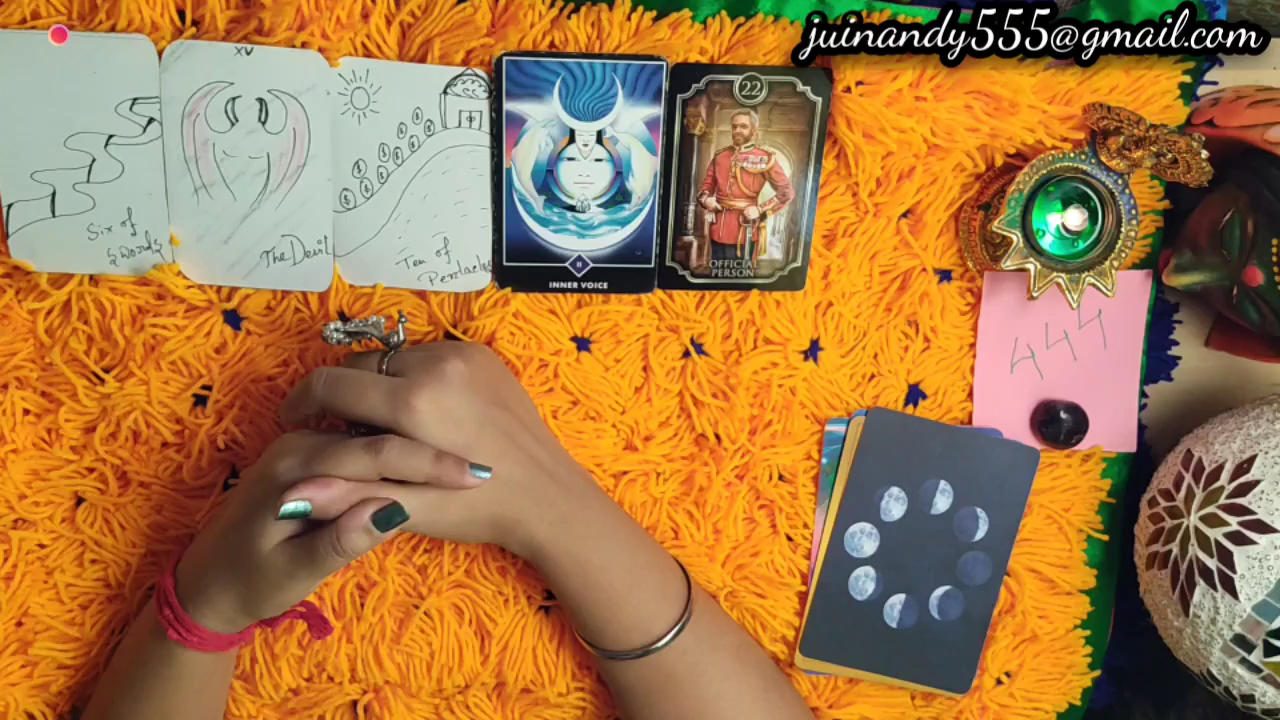 juinandy555@gmail.com
Six of
Swords
XV
The Devil
Ten of
Pentacles
II
INNER VOICE
22
OFFICIAL
PERSON
444